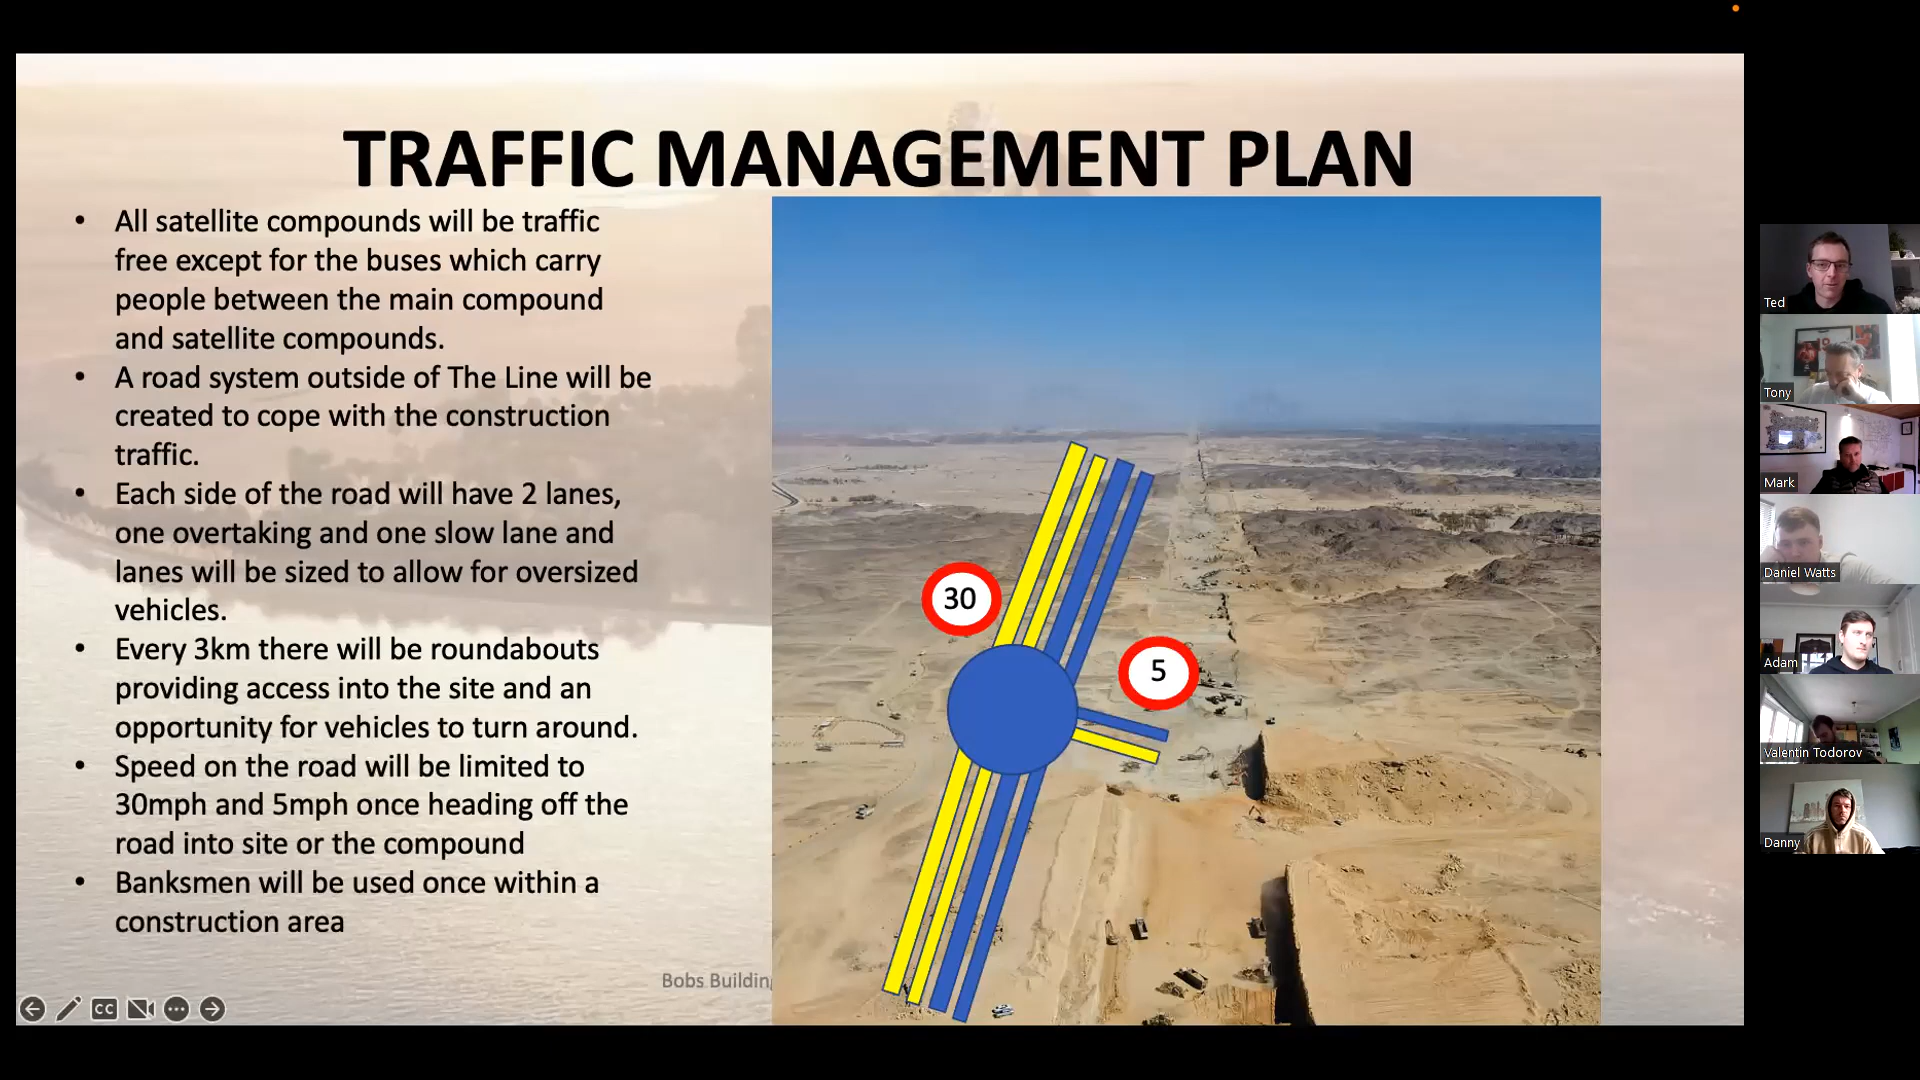 TRAFFIC MANAGEMENT PLAN
• All satellite compounds will be traffic
free except for the buses which carry
people between the main compound
and satellite compounds.
• A road system outside of The Line will be
created to cope with the construction
traffic.
• Each side of the road will have 2 lanes,
one overtaking and one slow lane and
lanes will be sized to allow for oversized
vehicles.
• Every 3km there will be roundabouts
providing access into the site and an
opportunity for vehicles to turn around.
• Speed on the road will be limited to
30mph and 5mph once heading off the
road into site or the compound
• Banksmen will be used once within a
construction area
30
5
Bobs Building
CC
Ted
Tony
Mark
Daniel Watts
Adam
Valentin Todorov
Danny